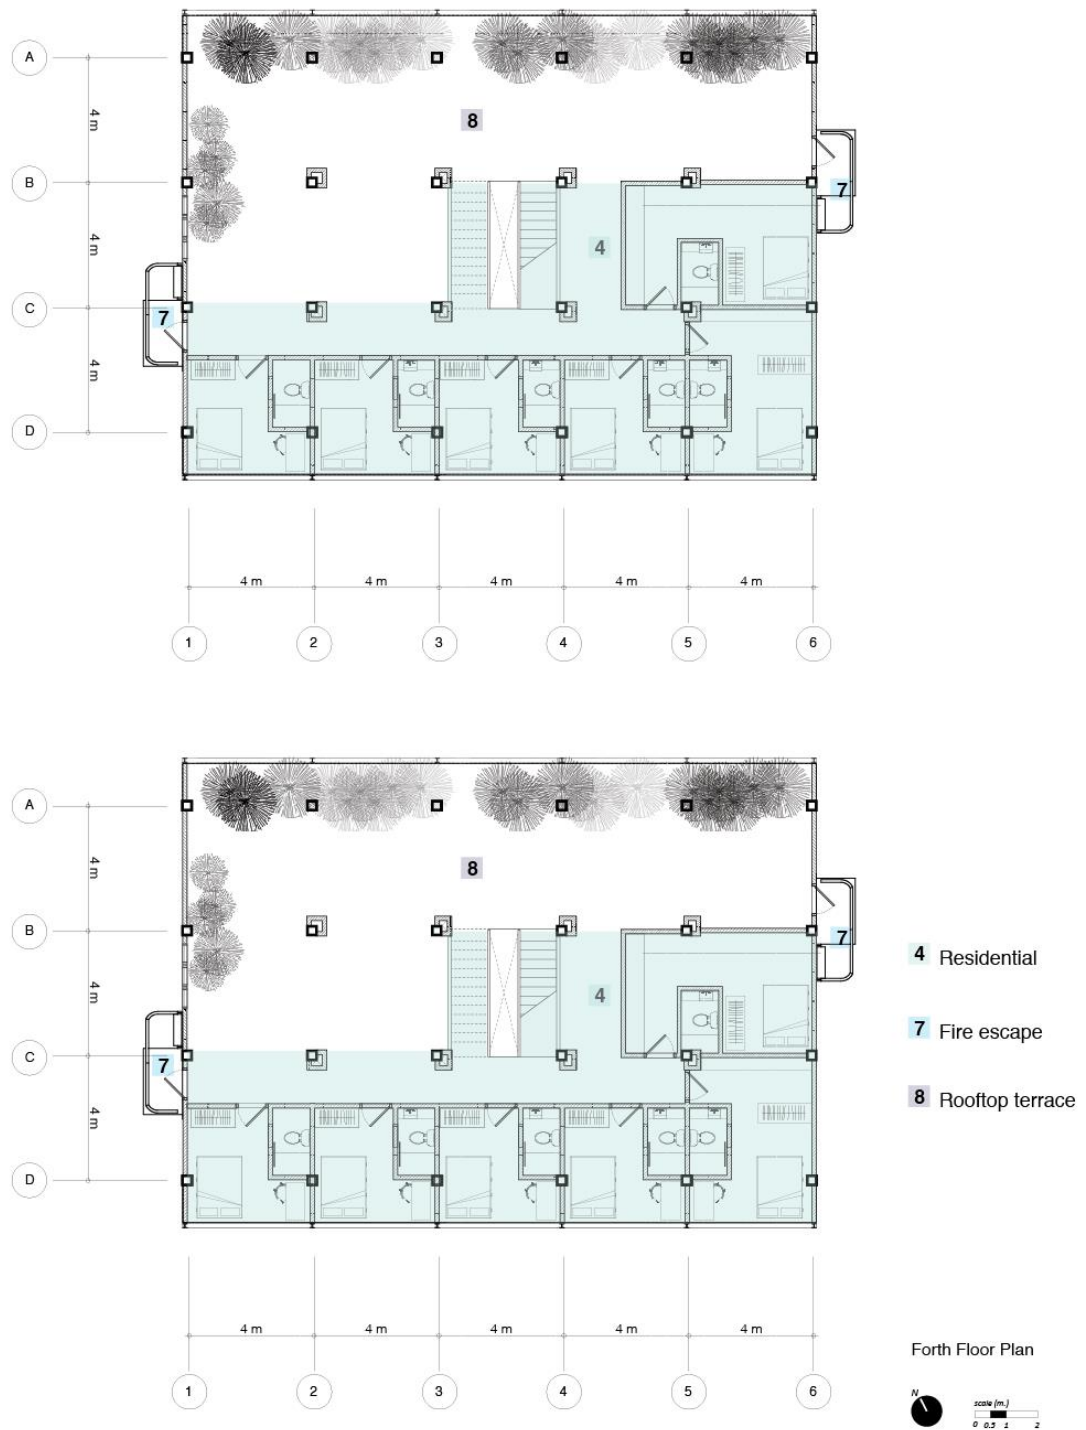 A
4 m
8
B
7
4 m
4
C
7
4 m
D
4 m 4 m 4 m 4 m 4 m
1 2 3 4 5 6
A
4 m
8
B
7
4 m
4
C
7
4 m
D
4 m 4 m 4 m 4 m 4 m
1 2 3 4 5 6
4 Residential
7 Fire escape
8 Rooftop terrace
Forth Floor Plan
N
scale (m.)
0 0.5 1 2